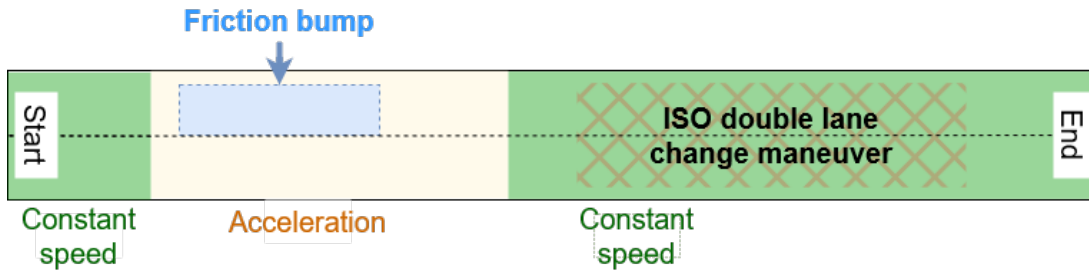 Friction bump
Start
ISO double lane
change maneuver
End
Constant
speed
Acceleration
Constant
speed